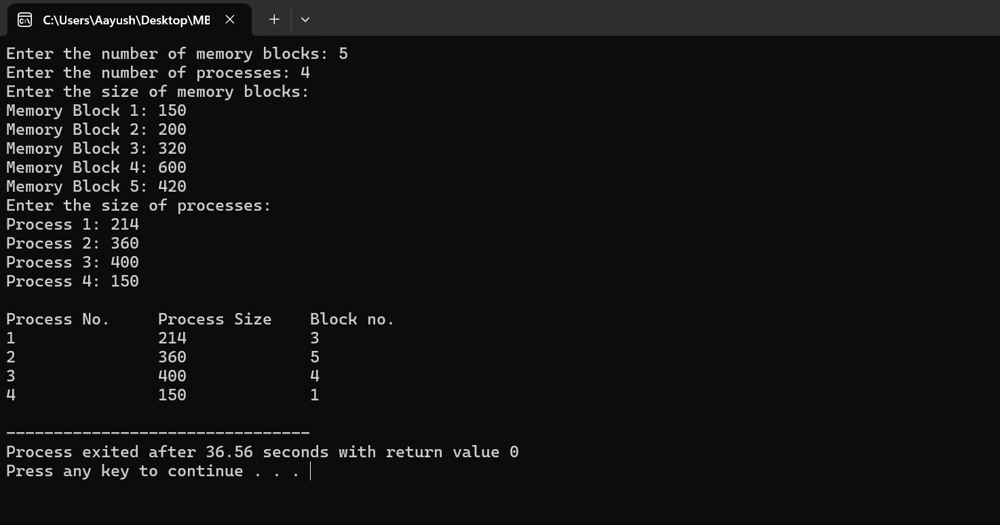 C:\Users\Aayush\Desktop\ME
Enter the number of memory blocks: 5
Enter the number of processes: 4
Enter the size of memory blocks:
Memory Block 1: 150
Memory Block 2: 200
Memory Block 3: 320
Memory Block 4: 600
Memory Block 5: 420
Enter the size of processes:
Process 1: 214
Process 2: 360
Process 3: 400
Process 4: 150
Process No. Process Size Block no.
1 214 3
2 360 5
3 400 4
4 150 1
--------------------------------
Process exited after 36.56 seconds with return value 0
Press any key to continue . . .